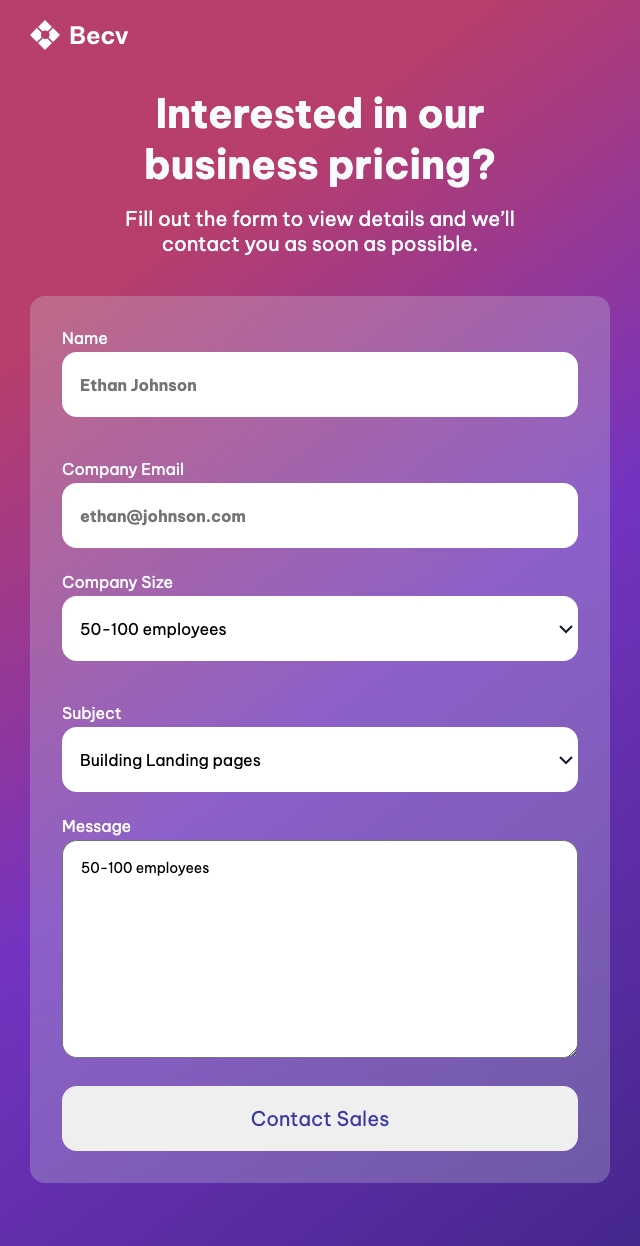 Becv
Interested in our
business pricing?
Fill out the form to view details and we’ll
contact you as soon as possible.
Name
Ethan Johnson
Company Email
ethan@johnson.com
Company Size
50-100 employees
Subject
Building Landing pages
Message
50-100 employees
Contact Sales